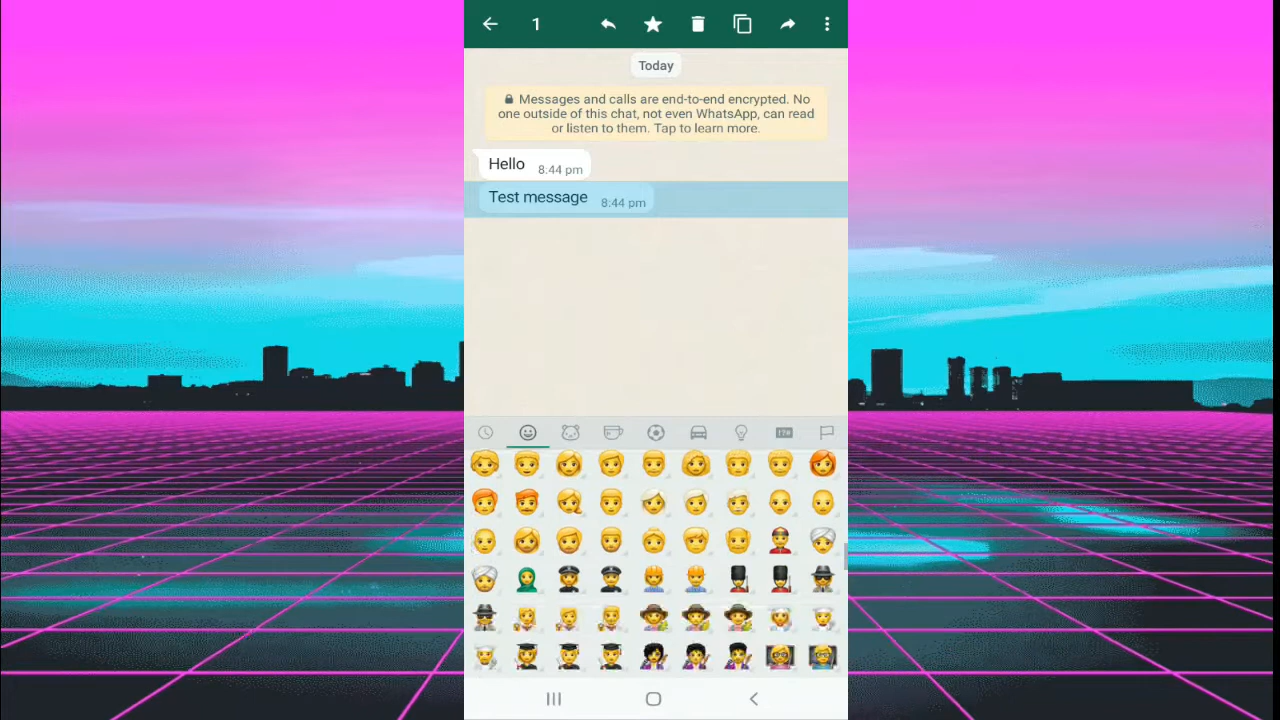 1
Today
Messages and calls are end-to-end encrypted. No
one outside of this chat, not even WhatsApp, can read
or listen to them. Tap to learn more.
Hello 8:44 pm
Test message 8:44 pm